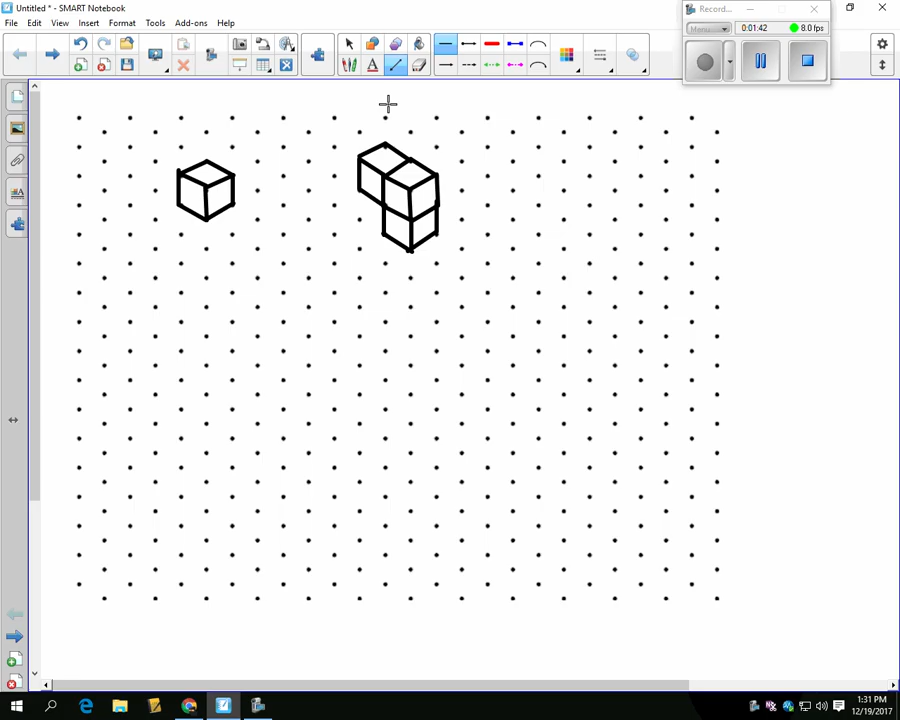 Untitled * - SMART Notebook
Record...
File Edit View Insert Format Tools Add-ons Help
Menu
0:01:42
8.0 fps
1:31 PM
12/19/2017